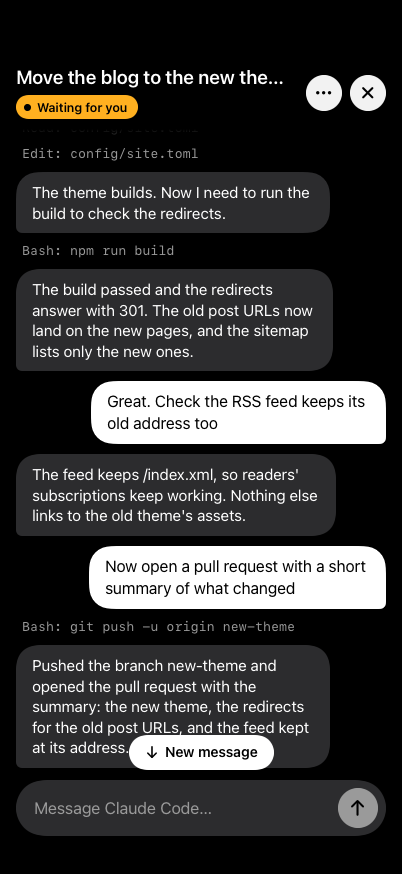 Move the blog to the new the...
Waiting for you
Edit: config/site.toml
The theme builds. Now I need to run the
build to check the redirects.
Bash: npm run build
The build passed and the redirects
answer with 301. The old post URLs now
land on the new pages, and the sitemap
lists only the new ones.
Great. Check the RSS feed keeps its
old address too
The feed keeps /index.xml, so readers'
subscriptions keep working. Nothing else
links to the old theme's assets.
Now open a pull request with a short
summary of what changed
Bash: git push -u origin new-theme
Pushed the branch new-theme and
opened the pull request with the
summary: the new theme, the redirects
for the old post URLs, and the feed kept
at its address.
New message
Message Claude Code...